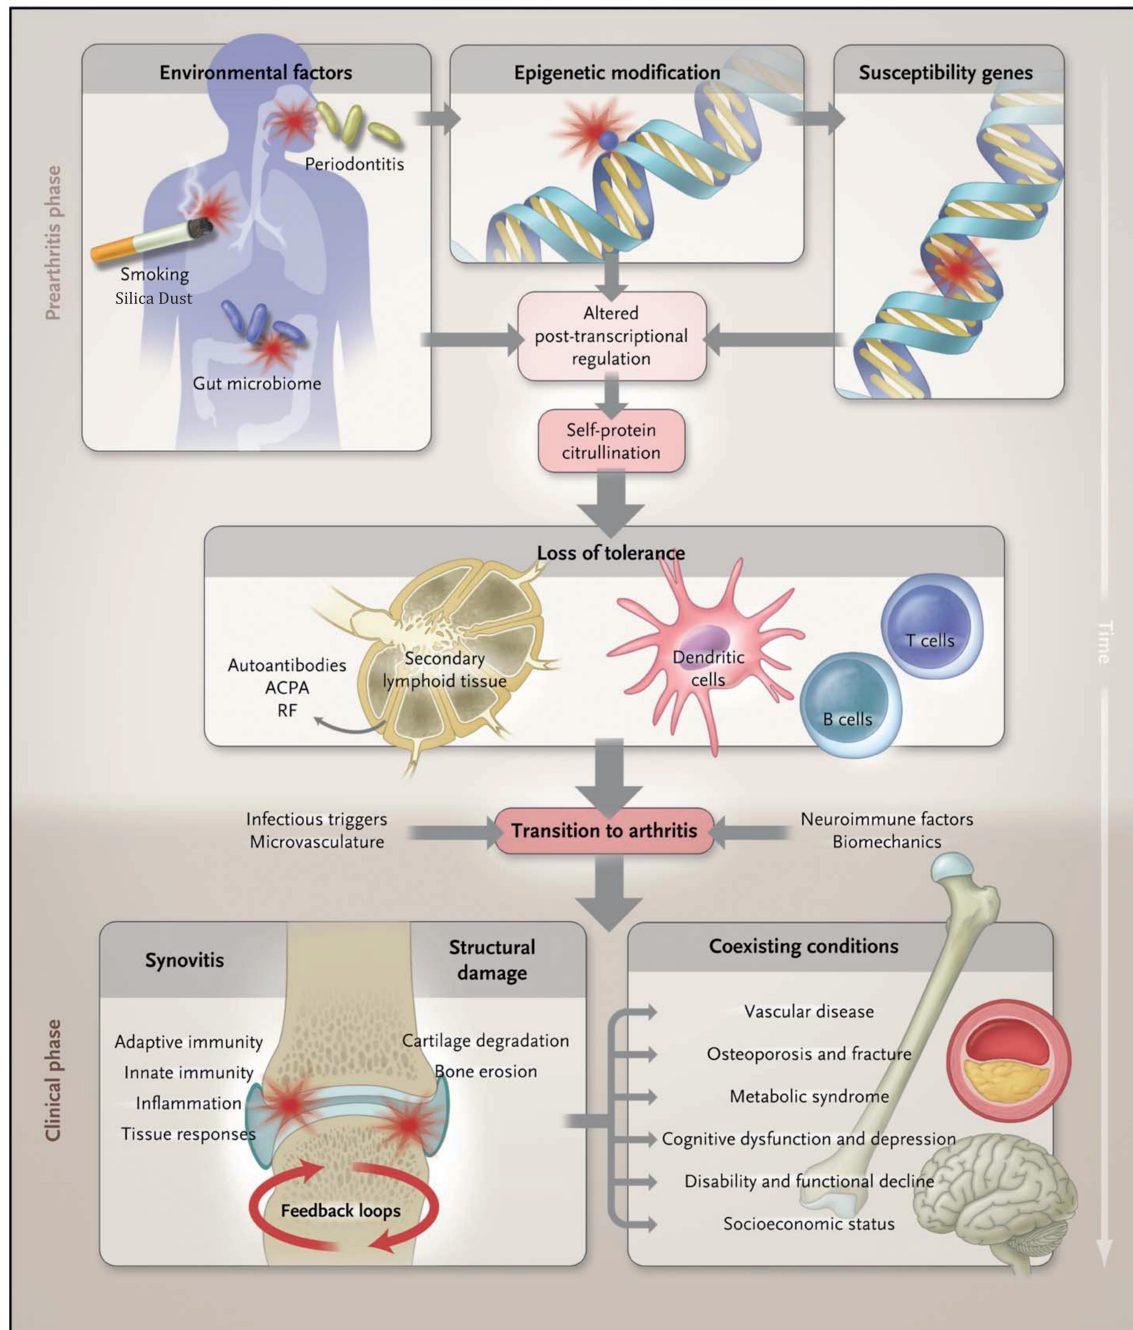 Environmental factors
Periodontitis
Smoking
Silica Dust
Gut microbiome
Epigenetic modification
Susceptibility genes
Prearthritis phase
Altered
post-transcriptional
regulation
Self-protein
citrullination
Loss of tolerance
Autoantibodies
ACPA
RF
Secondary
lymphoid tissue
Dendritic
cells
T cells
B cells
Time
Infectious triggers
Microvasculature
Transition to arthritis
Neuroimmune factors
Biomechanics
Clinical phase
Synovitis
Structural
damage
Adaptive immunity
Innate immunity
Inflammation
Tissue responses
Cartilage degradation
Bone erosion
Feedback loops
Coexisting conditions
Vascular disease
Osteoporosis and fracture
Metabolic syndrome
Cognitive dysfunction and depression
Disability and functional decline
Socioeconomic status